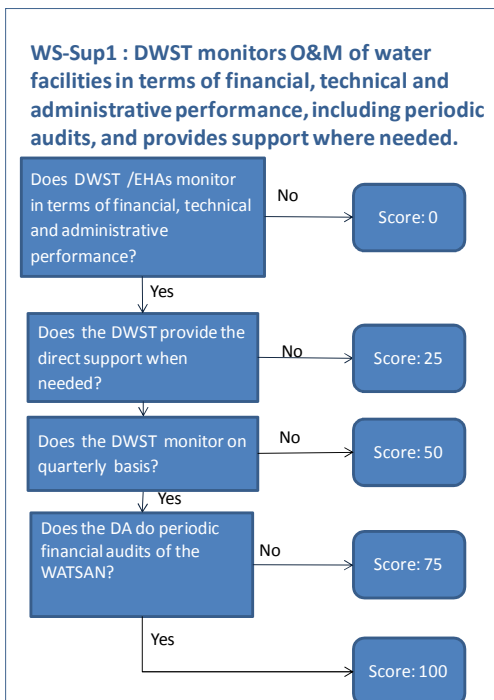 WS-Sup1 : DWST monitors O&M of water
facilities in terms of financial, technical and
administrative performance, including periodic
audits, and provides support where needed.
Does DWST /EHAs monitor
in terms of financial, technical
and administrative
performance?
No
Score: 0
Yes
Does the DWST provide the
direct support when
needed?
No
Score: 25
Does the DWST monitor on
quarterly basis?
No
Score: 50
Yes
Does the DA do periodic
financial audits of the
WATSAN?
No
Score: 75
Yes
Score: 100